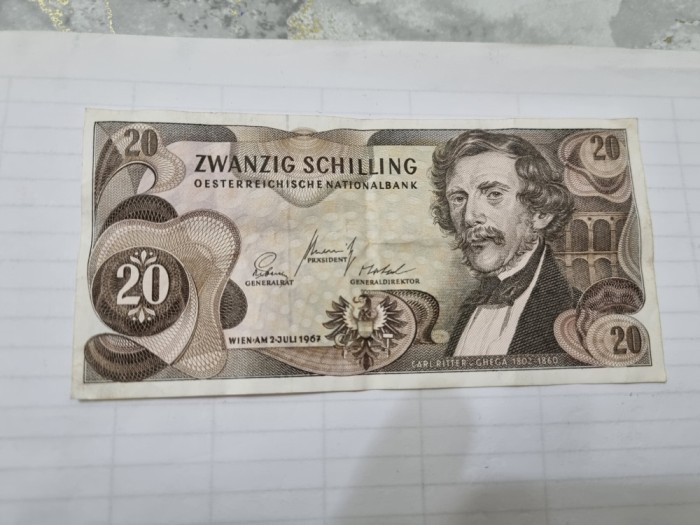 20
20
ZWANZIG SCHILLING
OESTERREICHISCHE NATIONALBANK
PRÄSIDENT
GENERALRAT
GENERALDIREKTOR
20
WIEN·AM 2·JULI 1967
20
CARL RITTER v. GHEGA · 1802-1860